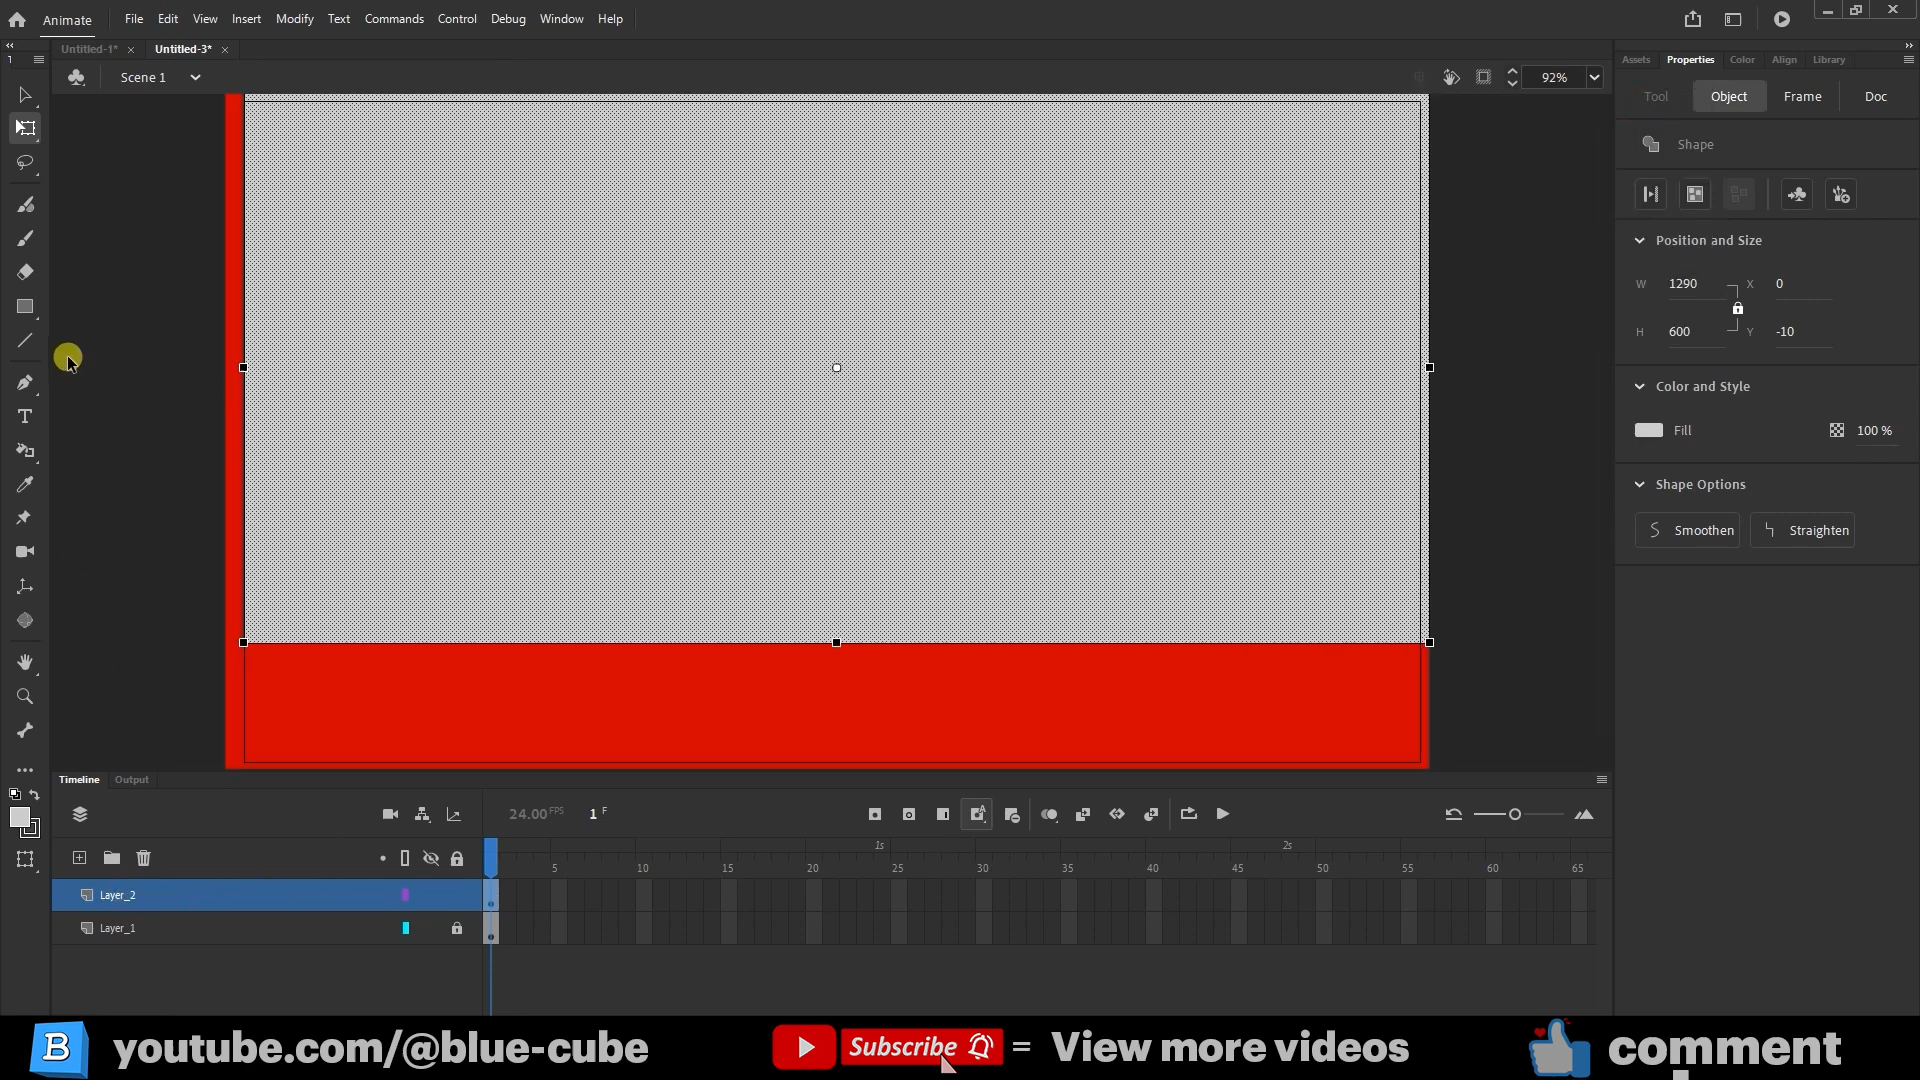 Animate File Edit View Insert Modify Text Commands Control Debug Window Help
Untitled-1* × Untitled-3* ×
Assets Properties Color Align Library
Scene 1
92%
Tool Object Frame Doc
Shape
Position and Size
W 1290 X 0
H 600 Y -10
Color and Style
Fill 100 %
Shape Options
Smoothen Straighten
T
Timeline Output
24.00 FPS 1 F
1s 2s
5 10 15 20 25 30 35 40 45 50 55 60 65
Layer_2
Layer_1
B youtube.com/@blue-cube Subscribe = View more videos comment